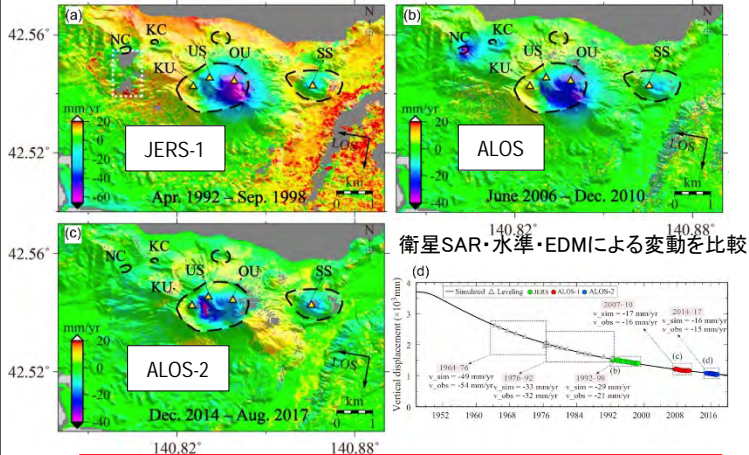 (a)
N
42.56°
NC
KC
US
OU
SS
KU
mm/yr
20
0
-20
-40
-60
JERS-1
LOS
km
0 1
Apr. 1992 – Sep. 1998
42.52°
(b)
N
NC
KC
US
OU
SS
KU
mm/yr
20
0
-20
-40
ALOS
LOS
km
0 1
June 2006 – Dec. 2010
140.82°
140.88°
(c)
N
42.56°
NC
KC
US
OU
SS
KU
mm/yr
20
0
-20
-40
ALOS-2
LOS
km
0 1
Dec. 2014 – Aug. 2017
42.52°
140.82°
140.88°
衛星SAR・水準・EDMによる変動を比較
(d)
Simulated Leveling JERS ALOS-1 ALOS-2
Vertical displacement (×10³mm)
4
3
2
1
0
2007–10
v_sim = -17 mm/yr
v_obs = -16 mm/yr
2014–17
v_sim = -16 mm/yr
v_obs = -15 mm/yr
(b)
(c)
(d)
1964–76
v_sim = -49 mm/yr
v_obs = -54 mm/yr
1976–92
v_sim = -33 mm/yr
v_obs = -32 mm/yr
1992–98
v_sim = -29 mm/yr
v_obs = -21 mm/yr
1952 1960 1968 1976 1984 1992 2000 2008 2016